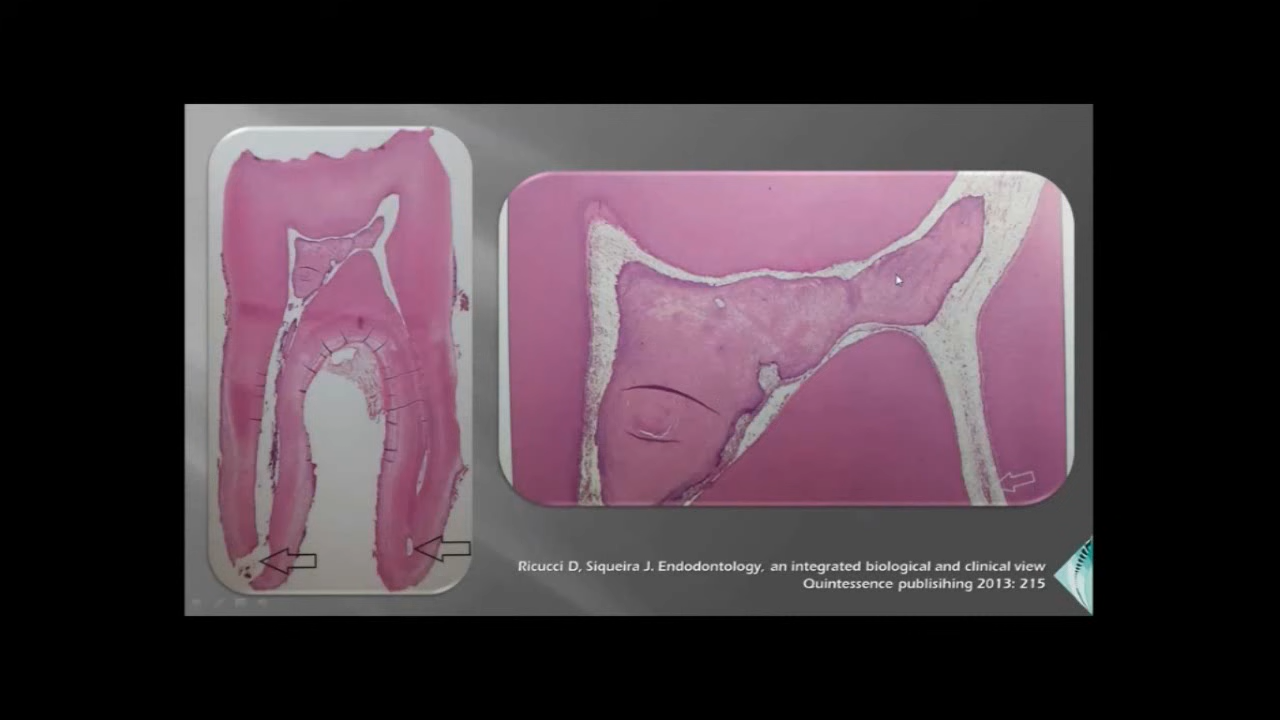 Ricucci D, Siqueira J. Endodontology, an integrated biological and clinical view
Quintessence publisihing 2013: 215